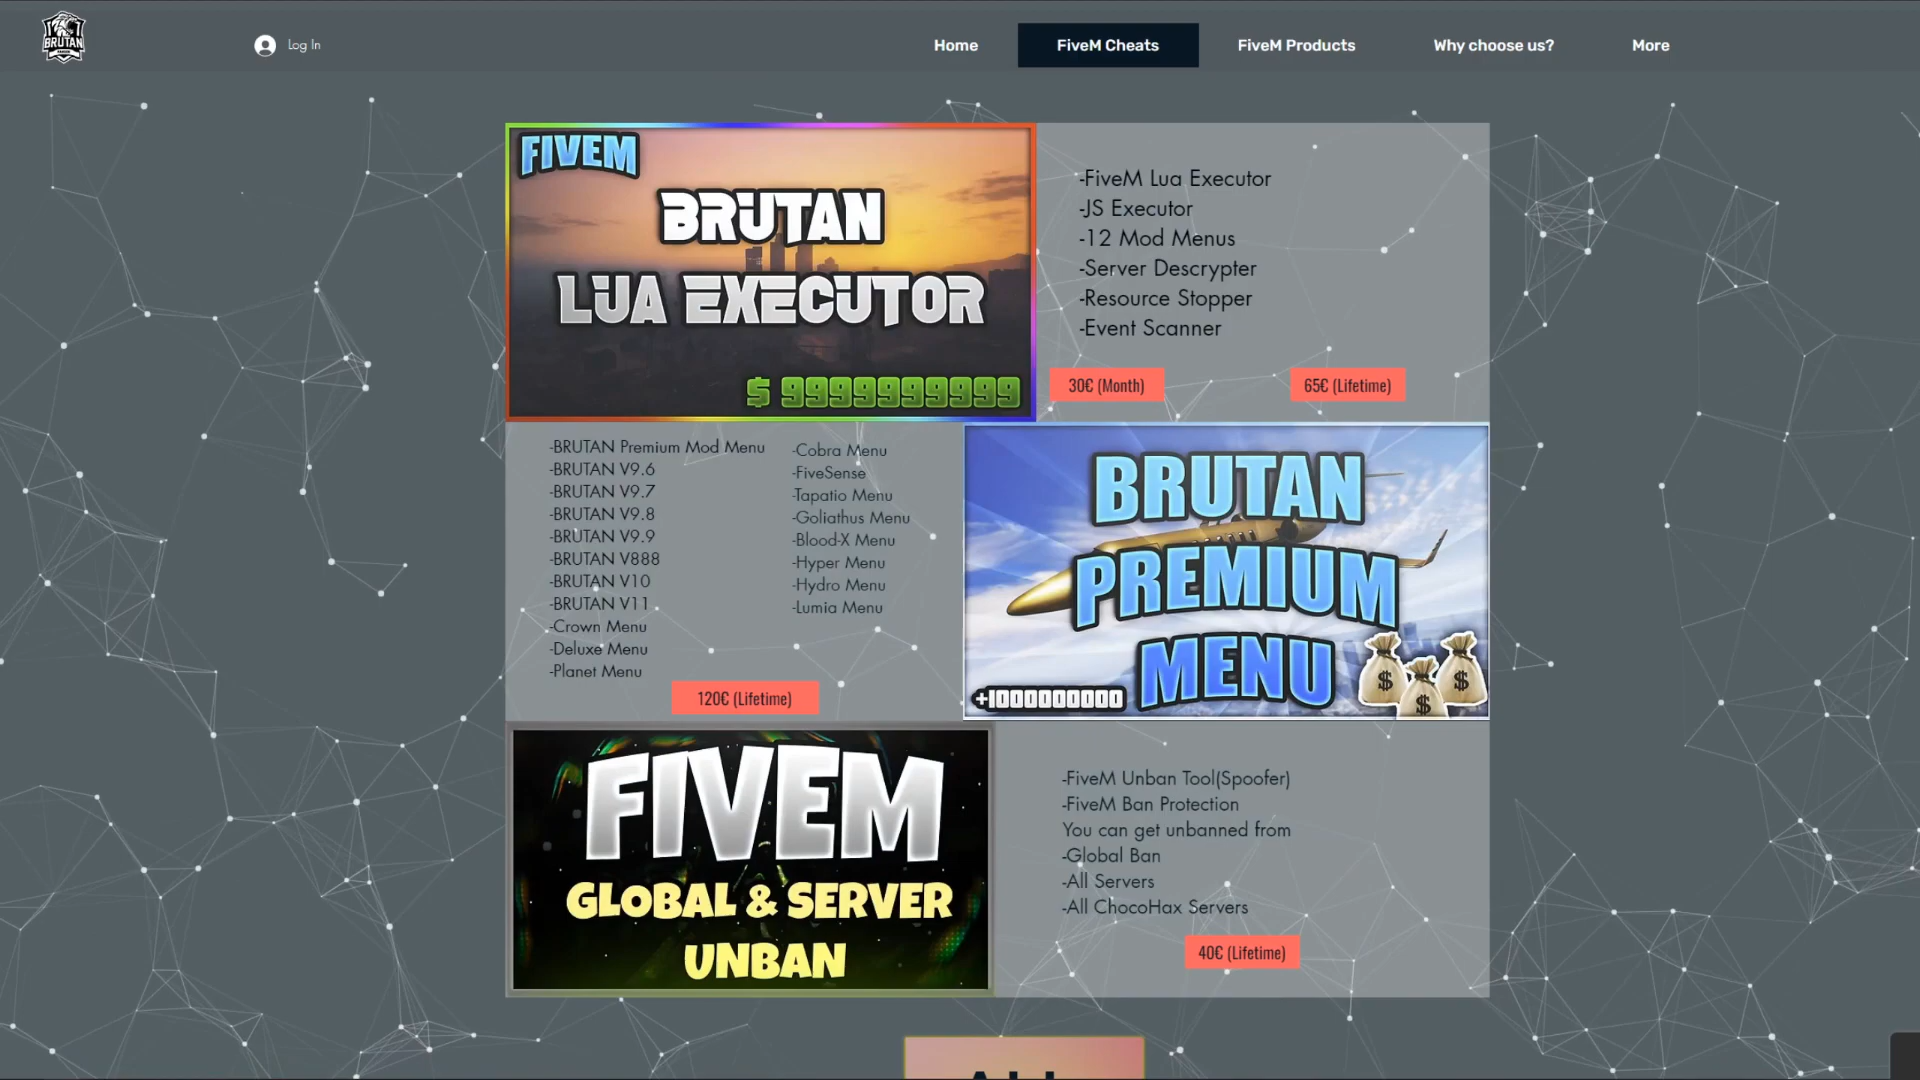 BRUTAN
Log In
Home
FiveM Cheats
FiveM Products
Why choose us?
More
FIVEM
BRUTAN
LUA EXECUTOR
$ 9999999999
-FiveM Lua Executor
-JS Executor
-12 Mod Menus
-Server Descrypter
-Resource Stopper
-Event Scanner
30€ (Month)
65€ (Lifetime)
-BRUTAN Premium Mod Menu
-BRUTAN V9.6
-BRUTAN V9.7
-BRUTAN V9.8
-BRUTAN V9.9
-BRUTAN V888
-BRUTAN V10
-BRUTAN V11
-Crown Menu
-Deluxe Menu
-Planet Menu
-Cobra Menu
-FiveSense
-Tapatio Menu
-Goliathus Menu
-Blood-X Menu
-Hyper Menu
-Hydro Menu
-Lumia Menu
120€ (Lifetime)
BRUTAN
PREMIUM
MENU
+1000000000
$ $ $
FIVEM
GLOBAL & SERVER
UNBAN
-FiveM Unban Tool(Spoofer)
-FiveM Ban Protection
You can get unbanned from
-Global Ban
-All Servers
-All ChocoHax Servers
40€ (Lifetime)